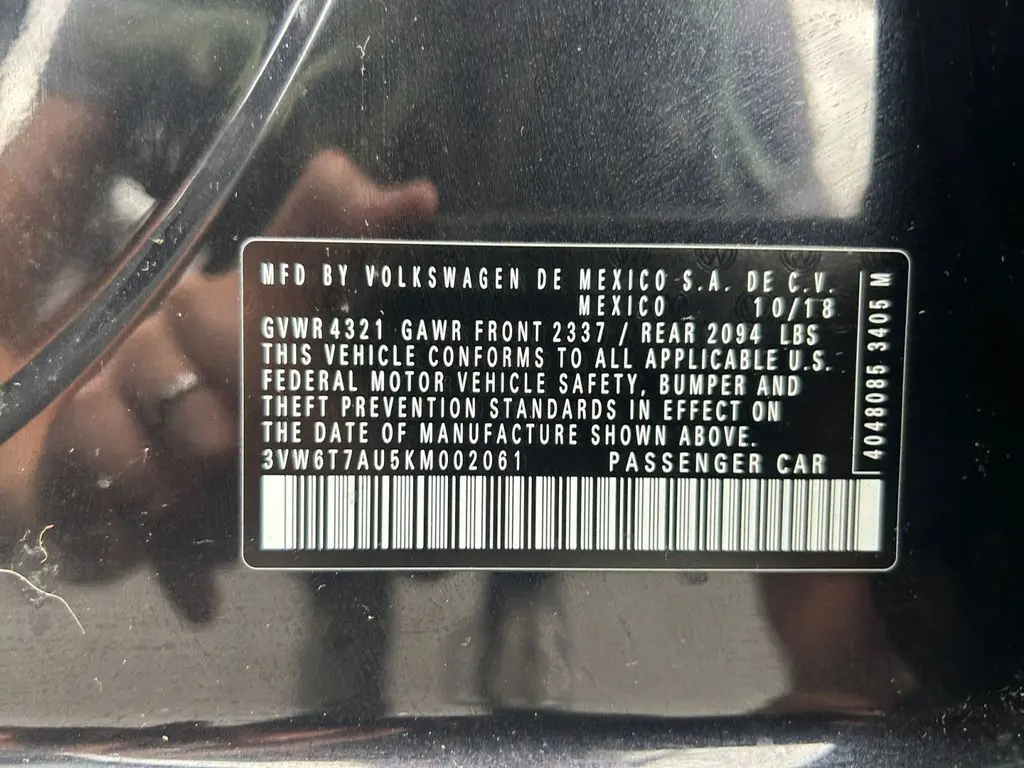 MFD BY VOLKSWAGEN DE MEXICO S.A. DE C.V.
MEXICO 10/18
GVWR 4321 GAWR FRONT 2337 / REAR 2094 LBS
THIS VEHICLE CONFORMS TO ALL APPLICABLE U.S.
FEDERAL MOTOR VEHICLE SAFETY, BUMPER AND
THEFT PREVENTION STANDARDS IN EFFECT ON
THE DATE OF MANUFACTURE SHOWN ABOVE.
3VW6T7AU5KM002061 PASSENGER CAR
4048085 3405 M